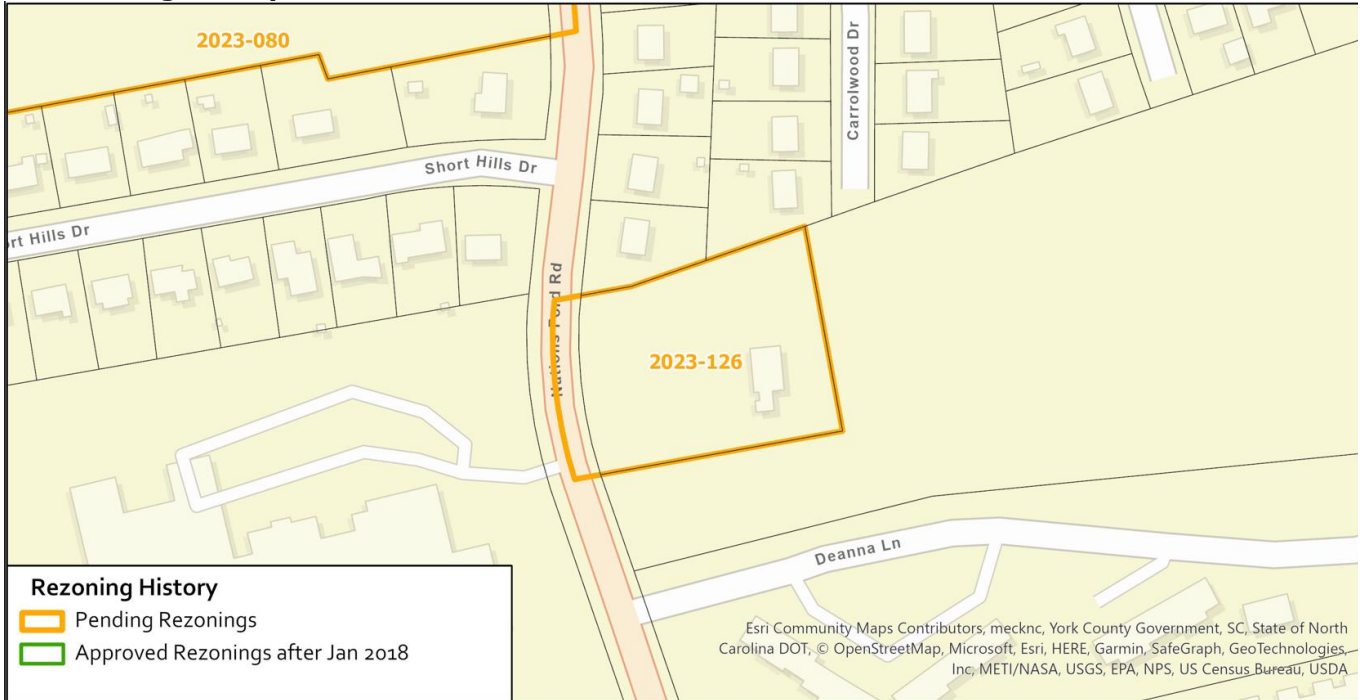 2023-080
Carrolwood Dr
Short Hills Dr
rt Hills Dr
Nations Ford Rd
2023-126
Deanna Ln
Rezoning History
Pending Rezonings
Approved Rezonings after Jan 2018
Esri Community Maps Contributors, mecknc, York County Government, SC, State of North
Carolina DOT, © OpenStreetMap, Microsoft, Esri, HERE, Garmin, SafeGraph, GeoTechnologies,
Inc, METI/NASA, USGS, EPA, NPS, US Census Bureau, USDA